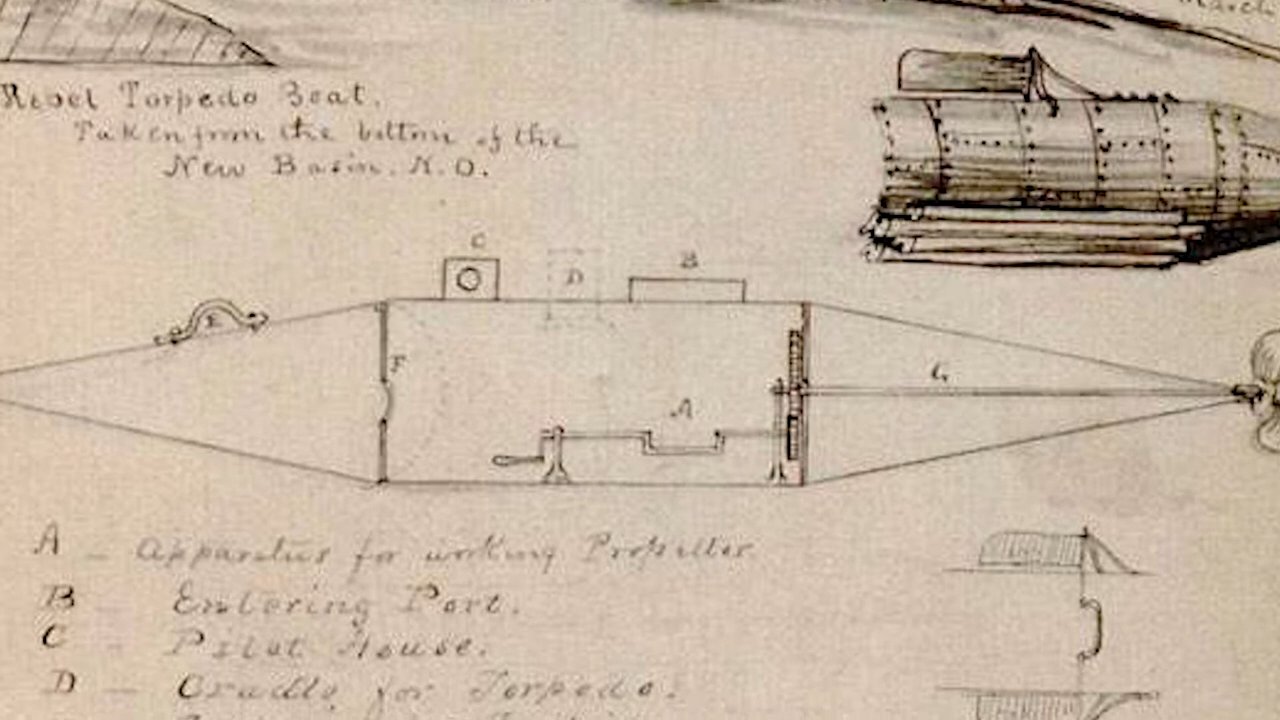 March
Rebel Torpedo Boat.
Taken from the bottom of the
New Basin. N.O.
C
D
B
E
F
G
A
A - Apparatus for working Propeller
B - Entering Port.
C - Pilot House.
D - Cradle for Torpedo.